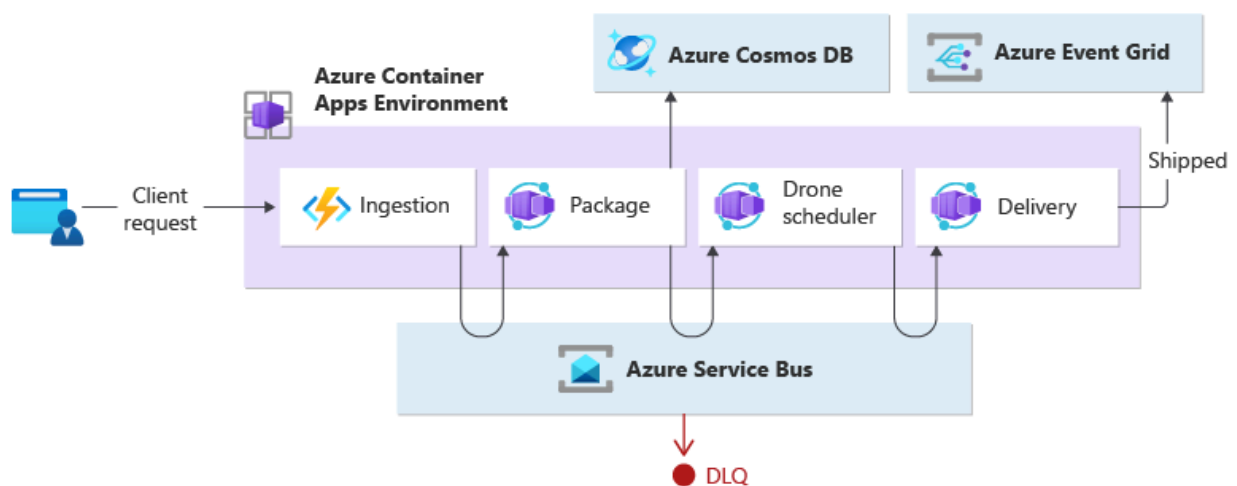 Azure Cosmos DB
Azure Event Grid
Azure Container
Apps Environment
Client
request
Ingestion
Package
Drone
scheduler
Delivery
Shipped
Azure Service Bus
DLQ